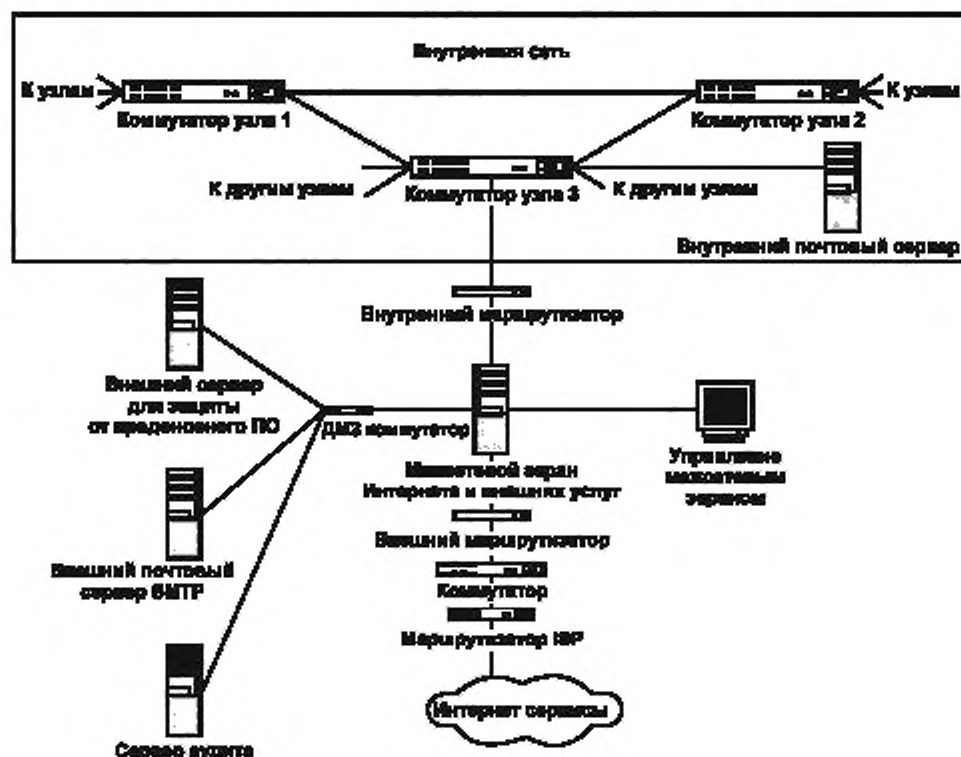 Внутренняя сеть
К узлам
К узлам
Коммутатор узла 1
Коммутатор узла 2
К другим узлам
Коммутатор узла 3
К другим узлам
Внутренний почтовый сервер
Внутренний маршрутизатор
Внешний сервер
для защиты
от вредоносного ПО
ДМЗ коммутатор
Межсетевой экран
Интернета и внешних услуг
Управление
межсетевым
экраном
Внешний маршрутизатор
Внешний почтовый
сервер SMTP
Коммутатор
Маршрутизатор ISP
Интернет сервисы
Сервер аудита